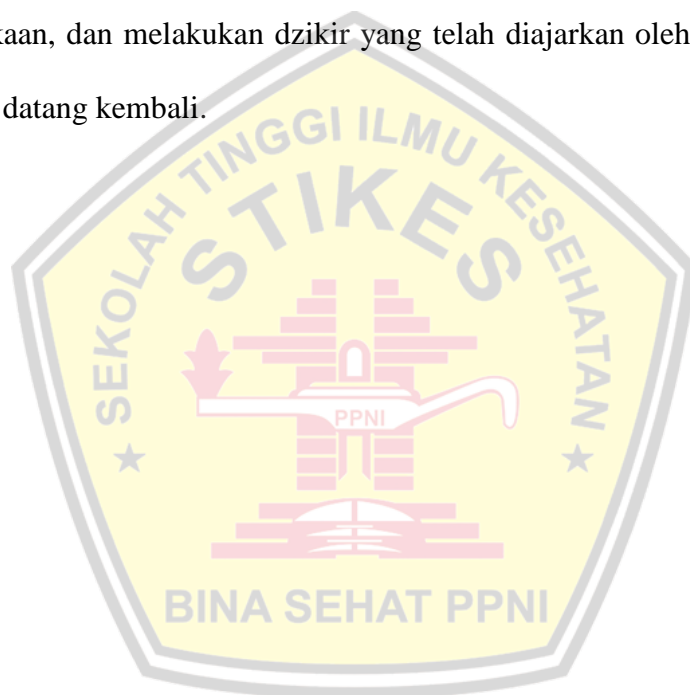 kaan, dan melakukan dzikir yang telah diajarkan oleh
datang kembali.
SEKOLAH TINGGI ILMU KESEHATAN
STIKES
PPNI
BINA SEHAT PPNI